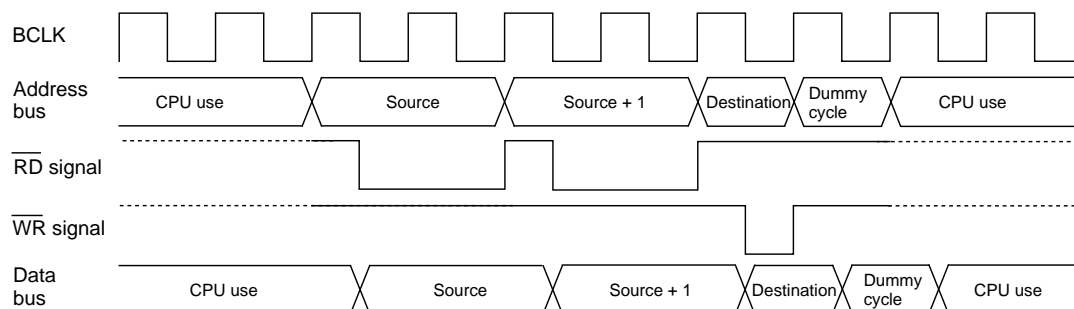 BCLK
Address
bus
CPU use
Source
Source + 1
Destination
Dummy
cycle
CPU use
RD signal
WR signal
Data
bus
CPU use
Source
Source + 1
Destination
Dummy
cycle
CPU use